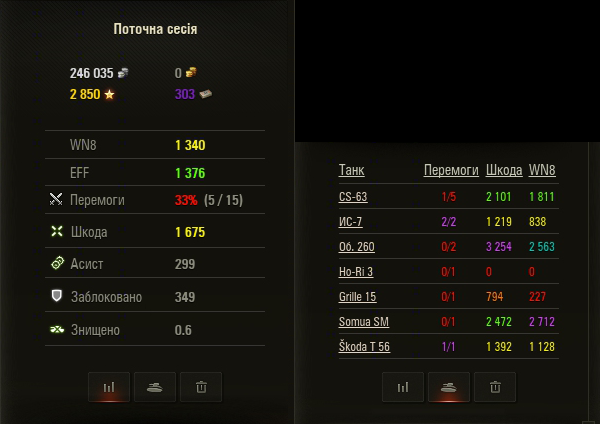 Поточна сесія
246 035 0
2 850 303
WN8 1 340
EFF 1 376
Перемоги 33% (5 / 15)
Шкода 1 675
Асист 299
Заблоковано 349
Знищено 0.6
Танк Перемоги Шкода WN8
CS-63 1/5 2 101 1 811
ИС-7 2/2 1 219 838
Об. 260 0/2 3 254 2 563
Ho-Ri 3 0/1 0 0
Grille 15 0/1 794 227
Somua SM 0/1 2 472 2 712
Škoda T 56 1/1 1 392 1 128